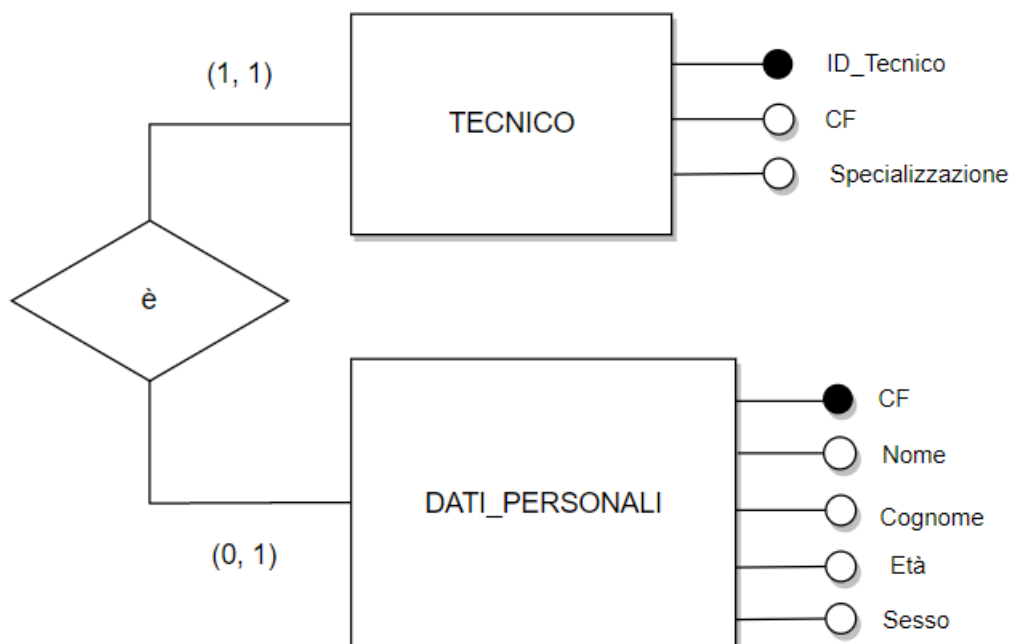 (1, 1)
TECNICO
ID_Tecnico
CF
Specializzazione
è
DATI_PERSONALI
(0, 1)
CF
Nome
Cognome
Età
Sesso